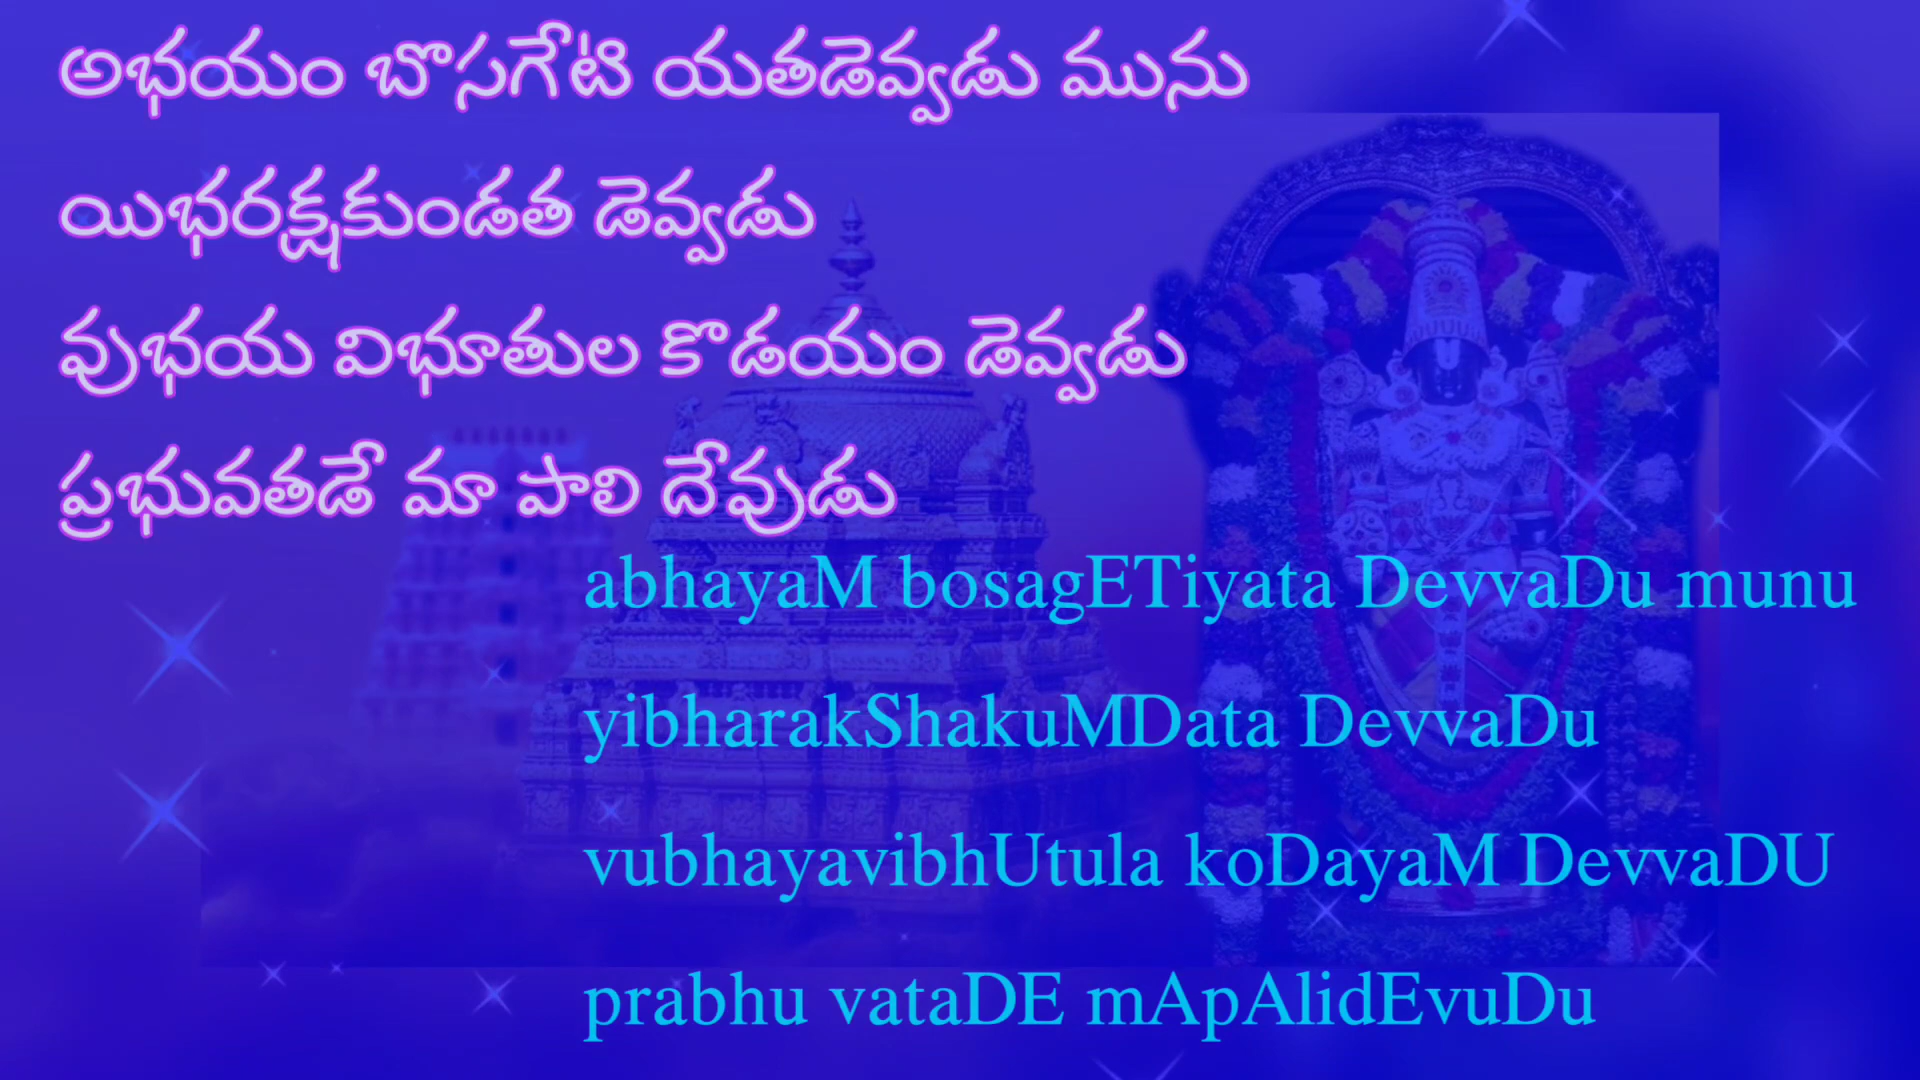 అభయం బొసగేటి యతడెవ్వడు మును
యిభరక్షకుండత డెవ్వడు
వుభయ విభూతుల కొడయం డెవ్వడు
ప్రభువతడే మా పాలి దేవుడు
abhayaM bosagETiyata DevvaDu munu
yibharakShakuMData DevvaDu
vubhayavibhUtula koDayaM DevvaDU
prabhu vataDE mApAlidEvuDu